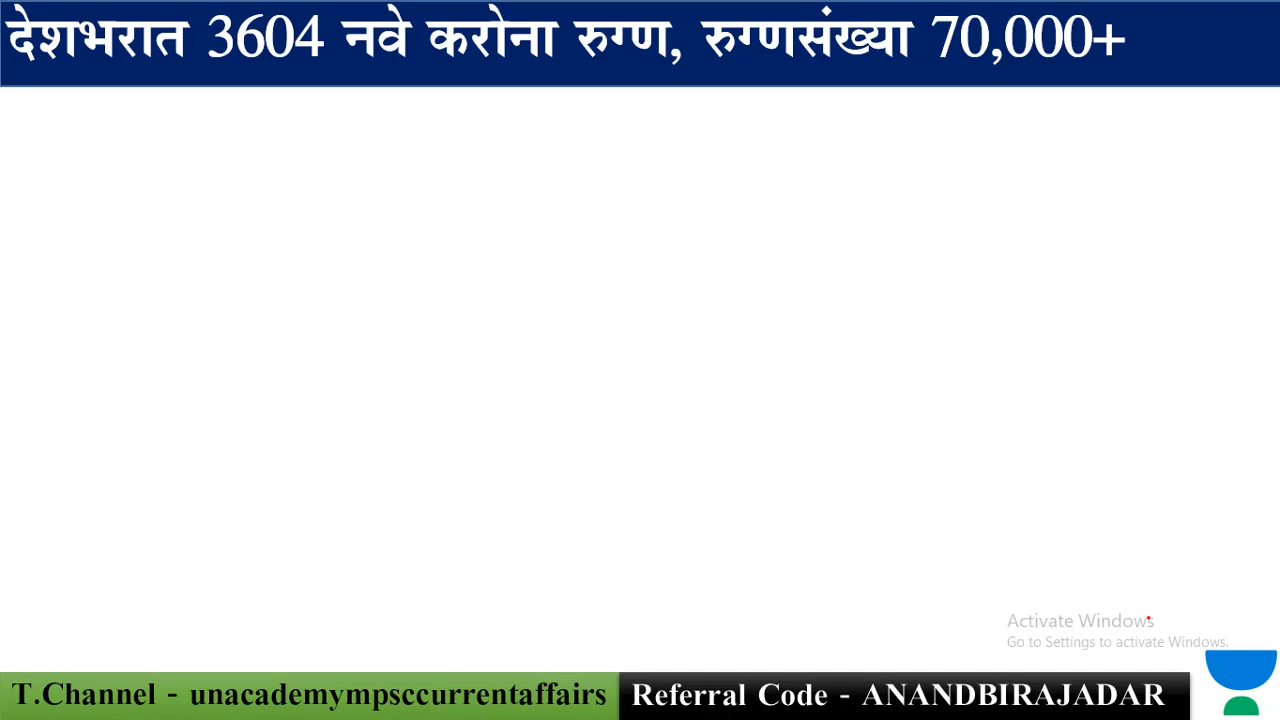 देशभरात 3604 नवे करोना रुग्ण, रुग्णसंख्या 70,000+
Activate Windows
Go to Settings to activate Windows.
T.Channel - unacademympsccurrentaffairs
Referral Code - ANANDBIRAJADAR